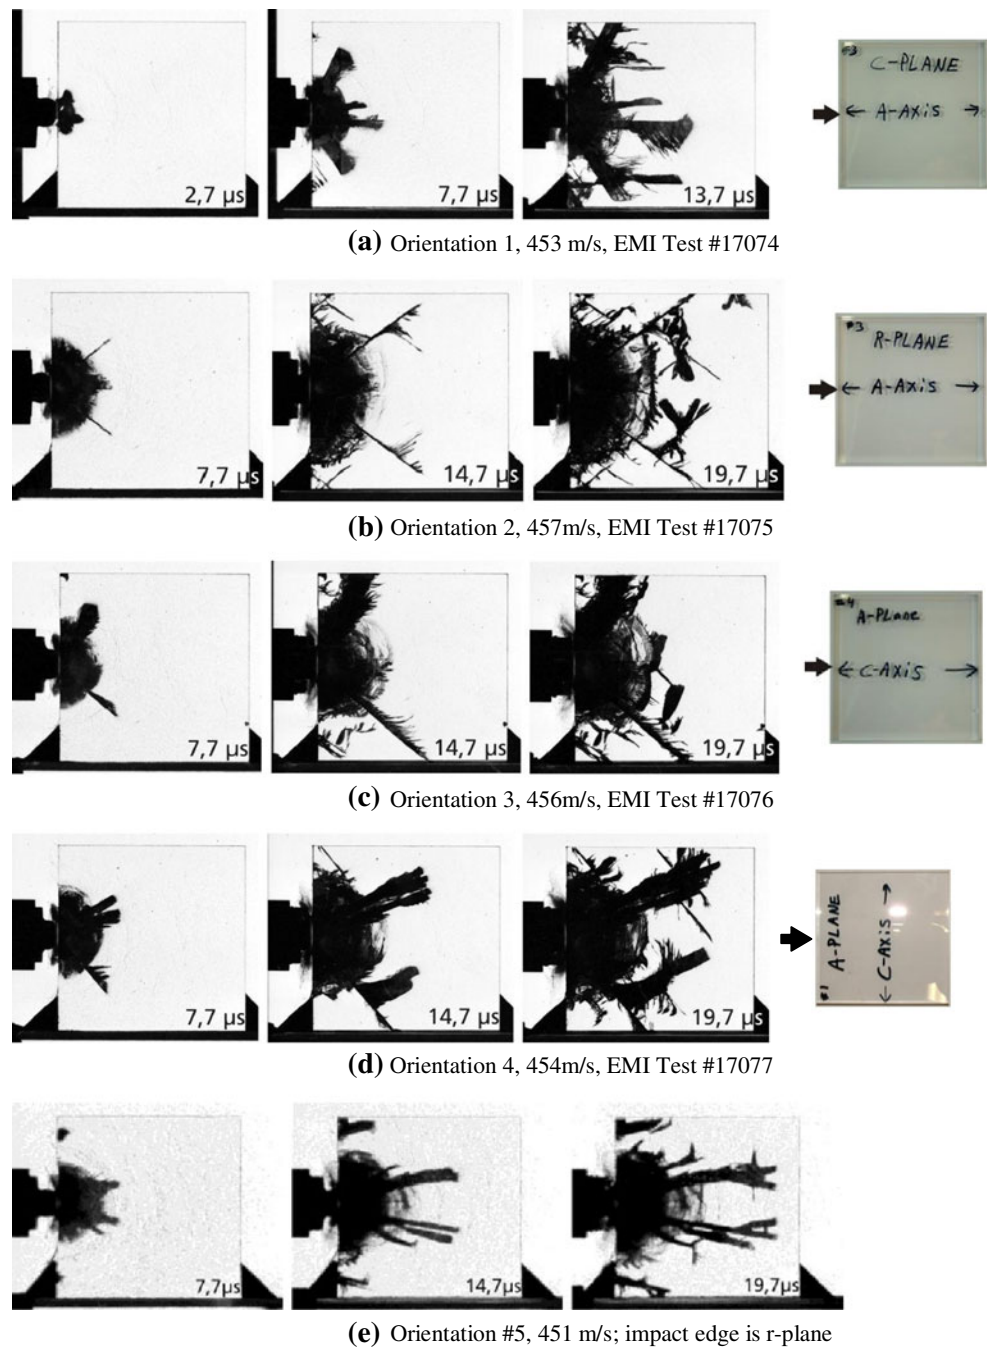 2,7 µs
7,7 µs
13,7 µs
#3
C-PLANE
A-AXiS
(a) Orientation 1, 453 m/s, EMI Test #17074
7,7 µs
14,7 µs
19,7 µs
#3
R-PLANE
A-AXiS
(b) Orientation 2, 457m/s, EMI Test #17075
7,7 µs
14,7 µs
19,7 µs
#4
A-PLane
C-AXiS
(c) Orientation 3, 456m/s, EMI Test #17076
7,7 µs
14,7 µs
19,7 µs
#1
A-PLANE
C-AXiS
(d) Orientation 4, 454m/s, EMI Test #17077
7,7µs
14,7 µs
19,7µs
(e) Orientation #5, 451 m/s; impact edge is r-plane